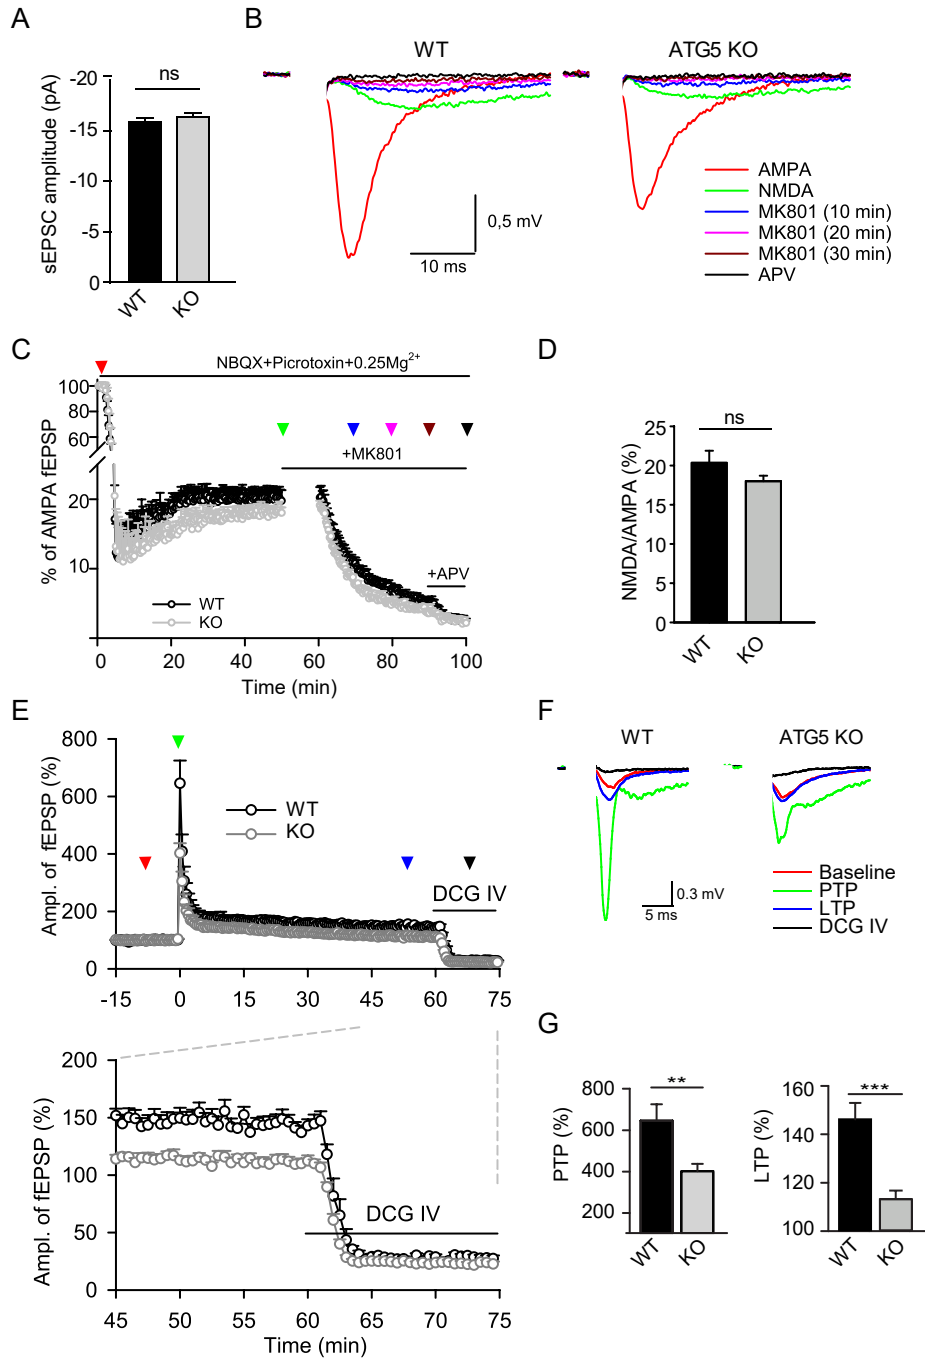 A
sEPSC amplitude (pA)
-20
-15
-10
-5
0
ns
WT
KO
B
WT
ATG5 KO
0,5 mV
10 ms
AMPA
NMDA
MK801 (10 min)
MK801 (20 min)
MK801 (30 min)
APV
C
NBQX+Picrotoxin+0.25Mg2+
% of AMPA fEPSP
100
80
60
20
10
+MK801
+APV
WT
KO
0 20 40 60 80 100
Time (min)
D
NMDA/AMPA (%)
25
20
15
10
5
0
ns
WT
KO
E
Ampl. of fEPSP (%)
800
600
400
200
0
WT
KO
DCG IV
-15 0 15 30 45 60 75
Ampl. of fEPSP (%)
200
150
100
50
0
DCG IV
45 50 55 60 65 70 75
Time (min)
F
WT
ATG5 KO
0.3 mV
5 ms
Baseline
PTP
LTP
DCG IV
G
PTP (%)
800
600
400
200
**
WT
KO
LTP (%)
160
140
120
100
***
WT
KO